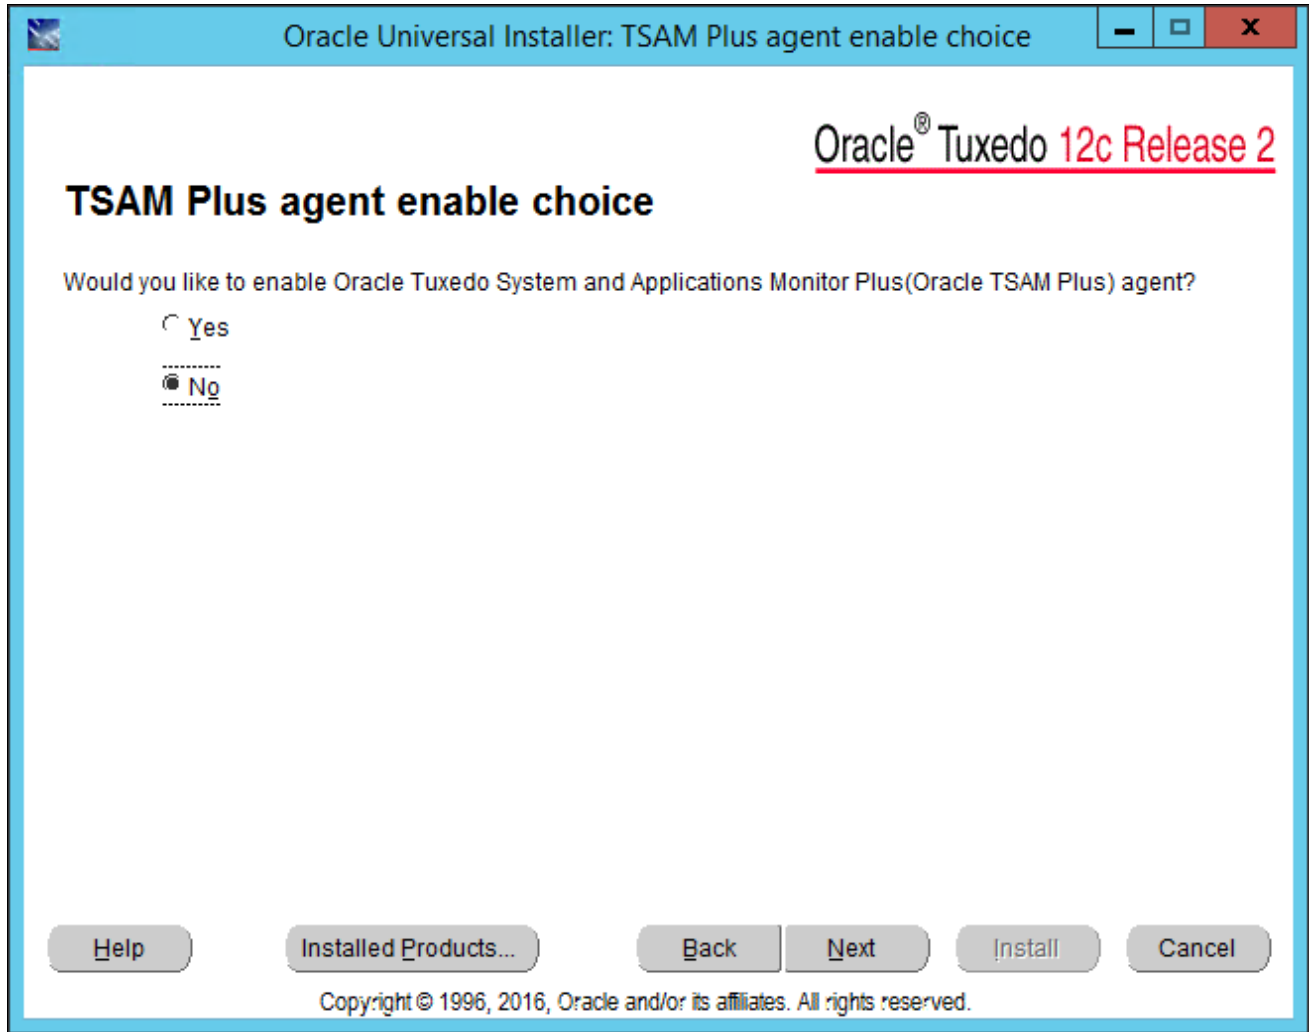 Oracle Universal Installer: TSAM Plus agent enable choice
Oracle® Tuxedo 12c Release 2
TSAM Plus agent enable choice
Would you like to enable Oracle Tuxedo System and Applications Monitor Plus(Oracle TSAM Plus) agent?
Yes
No
Help Installed Products... Back Next Install Cancel
Copyright © 1996, 2016, Oracle and/or its affiliates. All rights reserved.